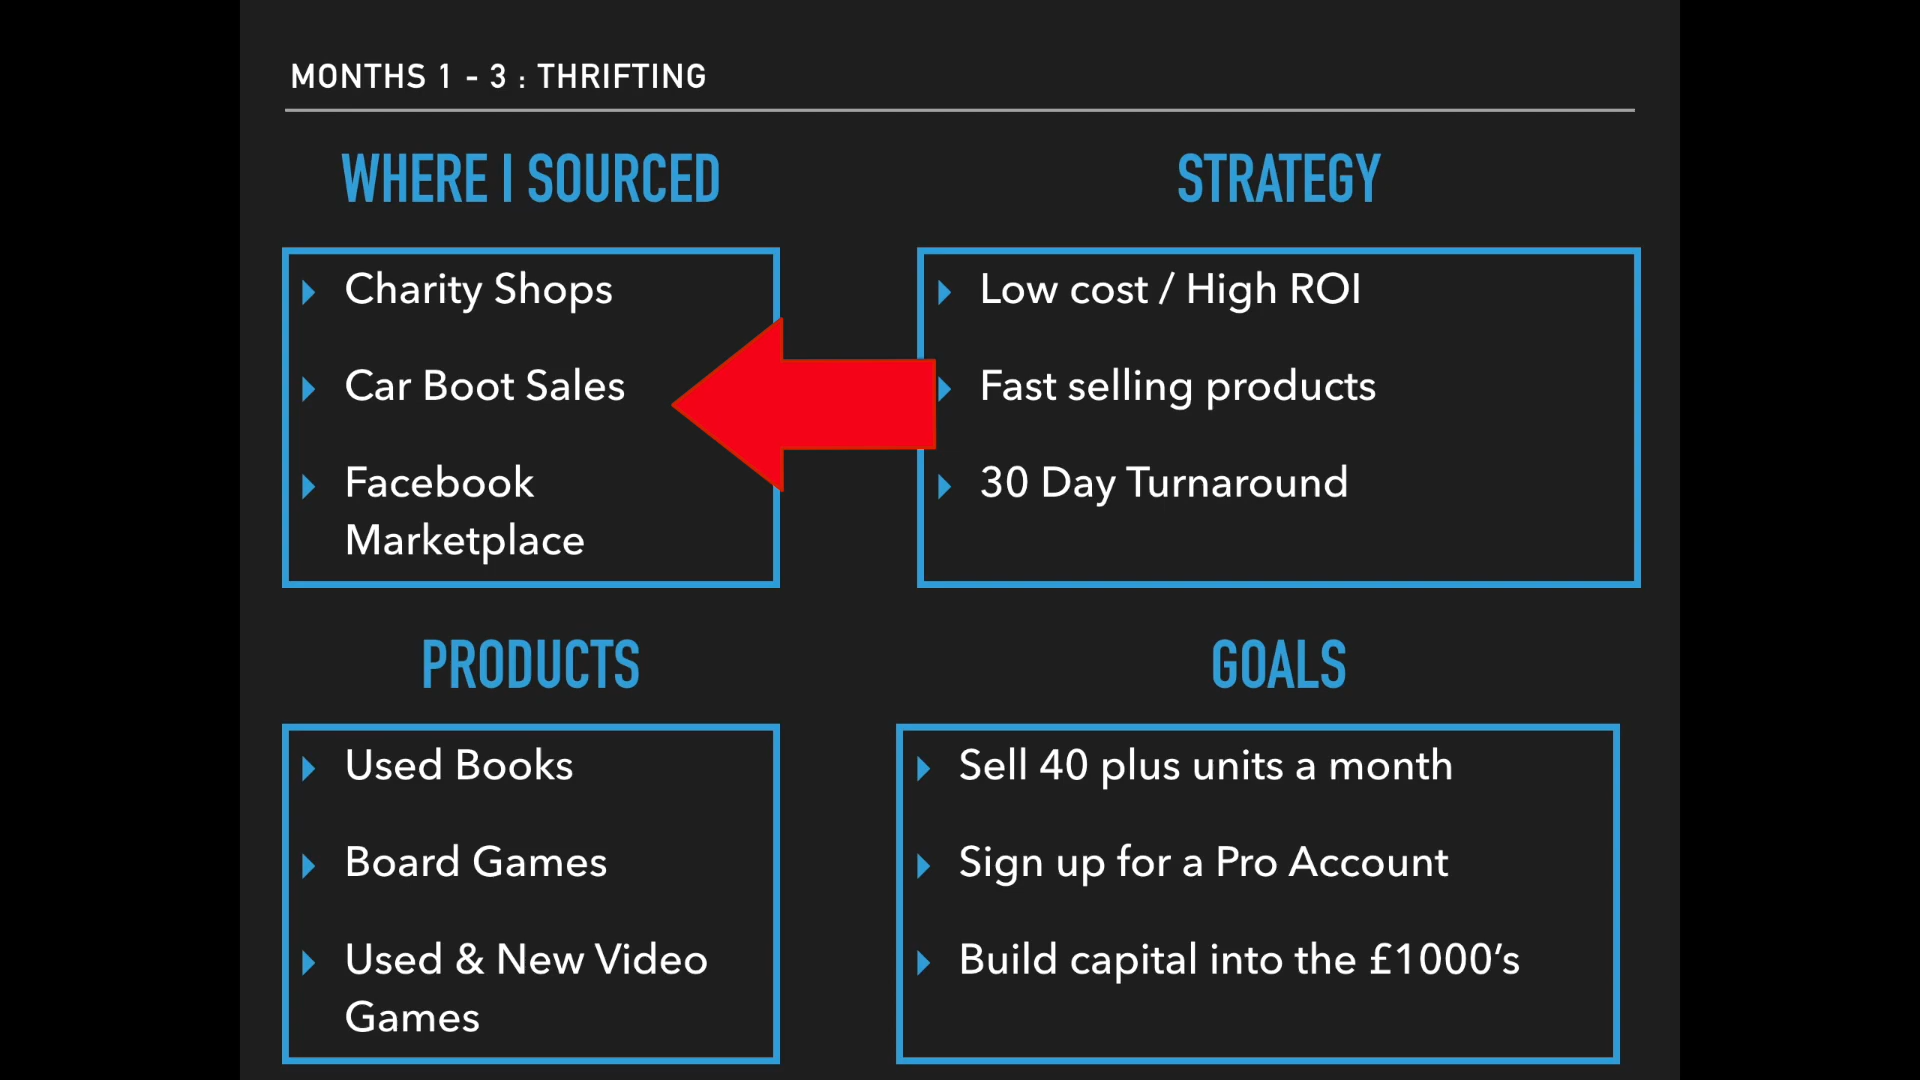 MONTHS 1 - 3 : THRIFTING
WHERE I SOURCED
Charity Shops
Car Boot Sales
Facebook
Marketplace
STRATEGY
Low cost / High ROI
Fast selling products
30 Day Turnaround
PRODUCTS
Used Books
Board Games
Used & New Video
Games
GOALS
Sell 40 plus units a month
Sign up for a Pro Account
Build capital into the £1000’s